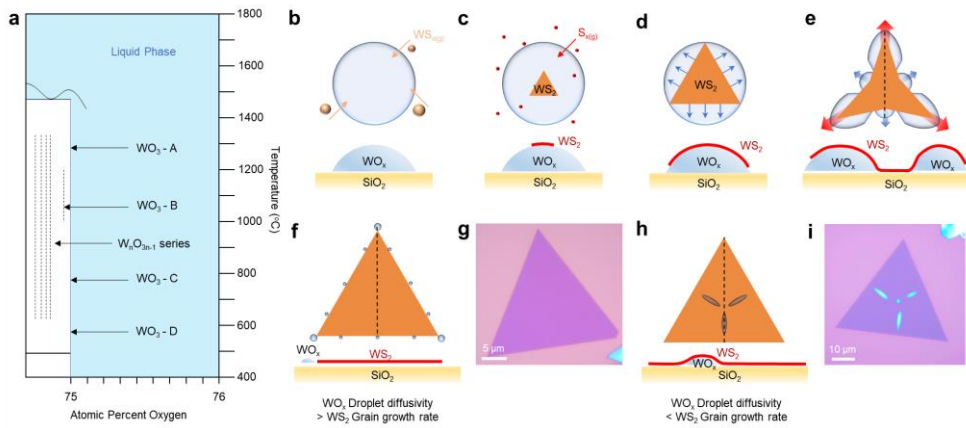 a
1800
1600
1400
1200
1000
800
600
400
Temperature (°C)
Liquid Phase
WO₃ - A
WO₃ - B
WₙO₃ₙ₋₁ series
WO₃ - C
WO₃ - D
75
76
Atomic Percent Oxygen
b
WOₓ
SiO₂
c
Sₓ(g)
WS₂
WS₂
WOₓ
SiO₂
d
WS₂
WS₂
WOₓ
SiO₂
e
WS₂
WOₓ
WOₓ
SiO₂
f
WOₓ
WS₂
SiO₂
WOₓ Droplet diffusivity
> WS₂ Grain growth rate
g
5 µm
h
WS₂
WOₓ
SiO₂
WOₓ Droplet diffusivity
< WS₂ Grain growth rate
i
10 µm